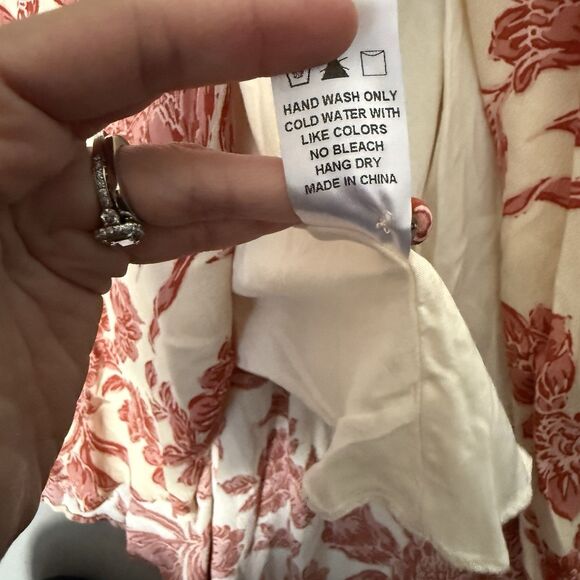 HAND WASH ONLY
COLD WATER WITH
LIKE COLORS
NO BLEACH
HANG DRY
MADE IN CHINA